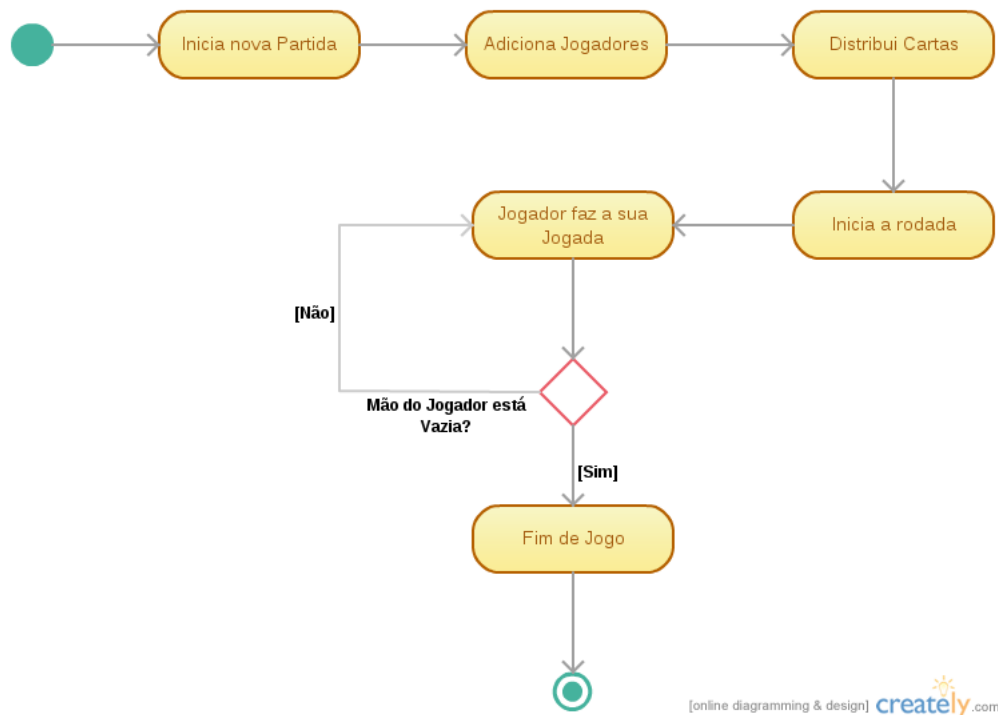 Inicia nova Partida
Adiciona Jogadores
Distribui Cartas
Jogador faz a sua
Jogada
Inicia a rodada
[Não]
Mão do Jogador está
Vazia?
[Sim]
Fim de Jogo
[online diagramming & design] creately.com